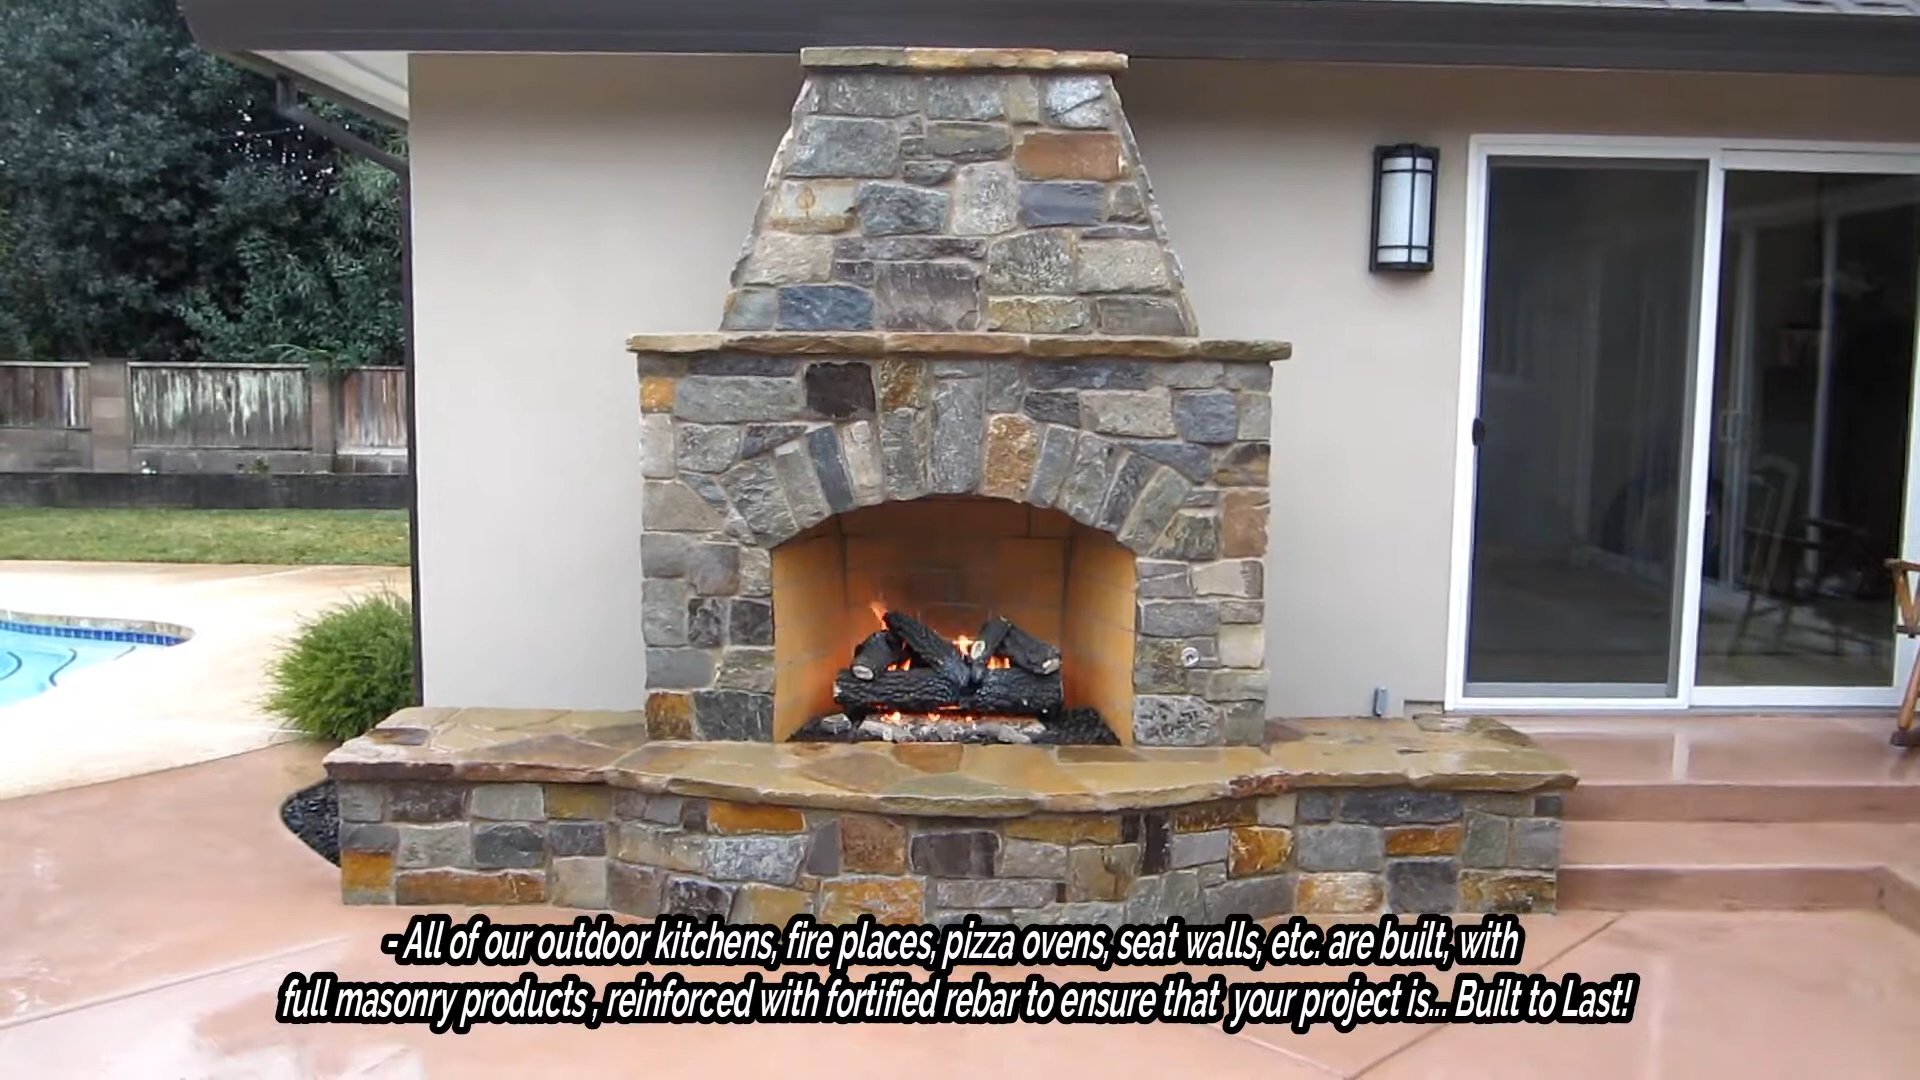 - All of our outdoor kitchens, fire places, pizza ovens, seat walls, etc. are built, with
full masonry products , reinforced with fortified rebar to ensure that  your project is... Built to Last!